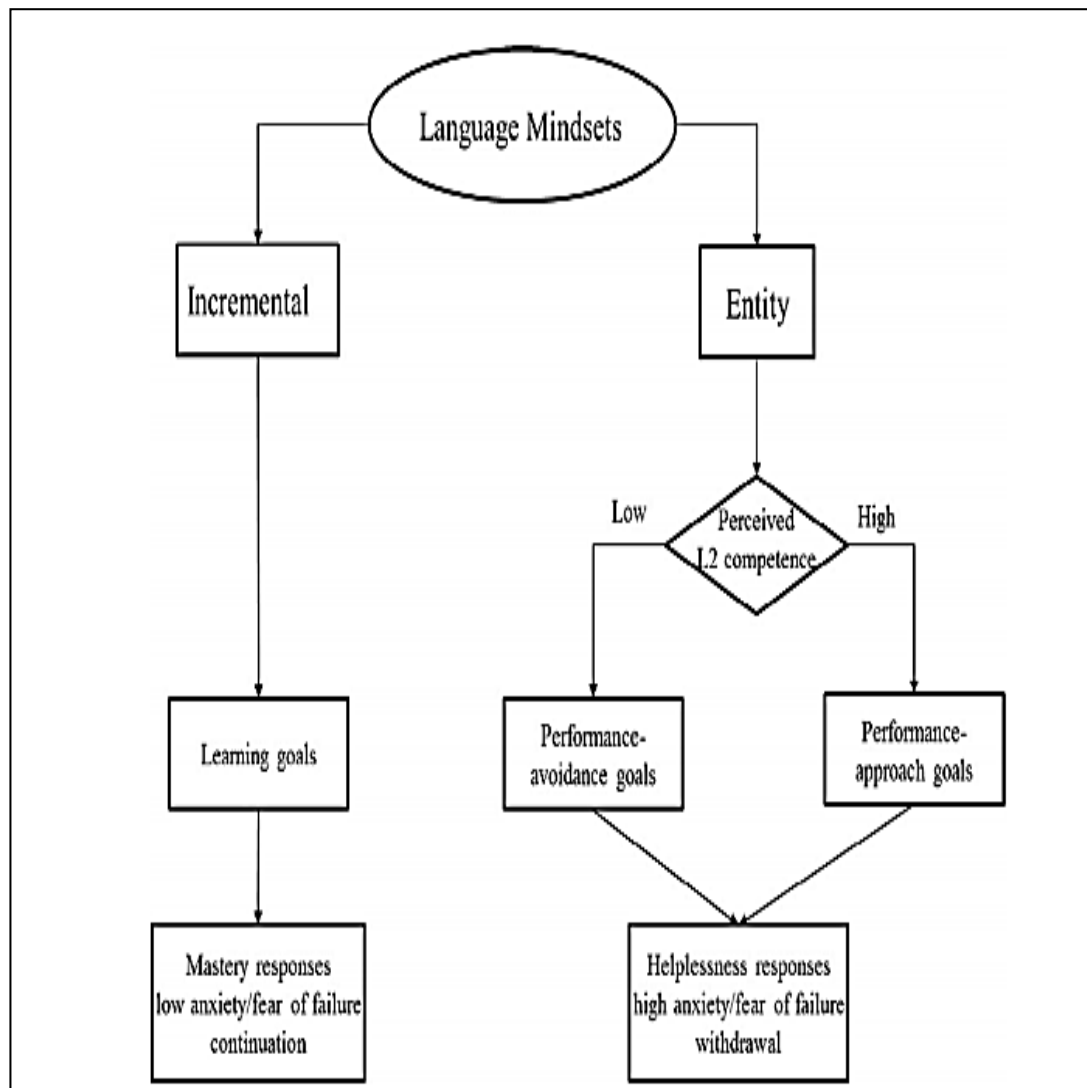 Language Mindsets
Incremental
Entity
Low
Perceived
L2 competence
High
Learning goals
Performance-
avoidance goals
Performance-
approach goals
Mastery responses
low anxiety/fear of failure
continuation
Helplessness responses
high anxiety/fear of failure
withdrawal